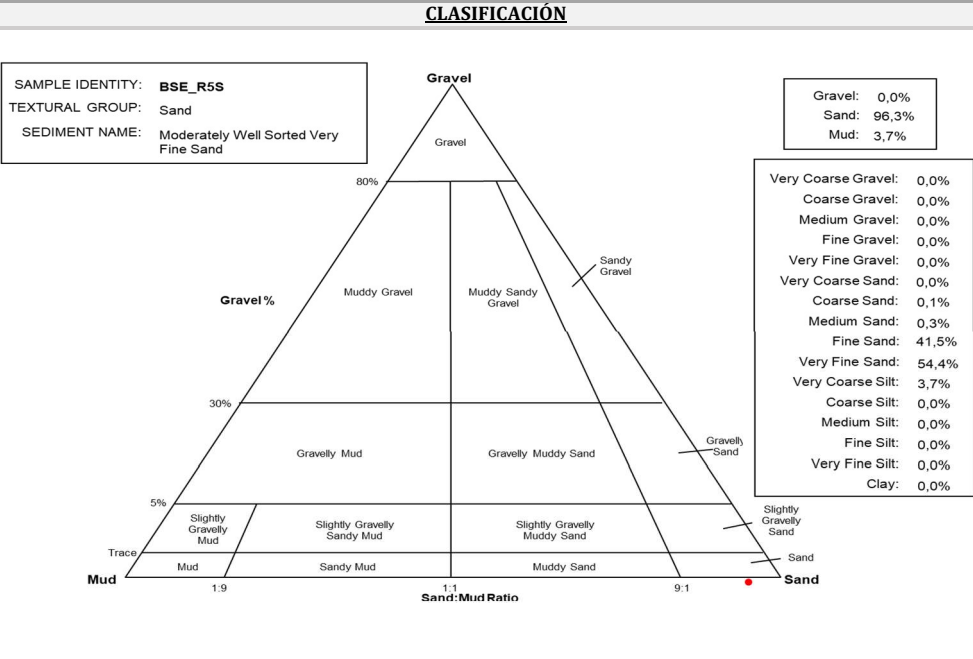 CLASIFICACIÓN
SAMPLE IDENTITY: BSE_R5S
TEXTURAL GROUP: Sand
SEDIMENT NAME: Moderately Well Sorted Very
Fine Sand
Gravel: 0,0%
Sand: 96,3%
Mud: 3,7%
Very Coarse Gravel: 0,0%
Coarse Gravel: 0,0%
Medium Gravel: 0,0%
Fine Gravel: 0,0%
Very Fine Gravel: 0,0%
Very Coarse Sand: 0,0%
Coarse Sand: 0,1%
Medium Sand: 0,3%
Fine Sand: 41,5%
Very Fine Sand: 54,4%
Very Coarse Silt: 3,7%
Coarse Silt: 0,0%
Medium Silt: 0,0%
Fine Silt: 0,0%
Very Fine Silt: 0,0%
Clay: 0,0%
Gravel
Gravel
80%
Sandy
Gravel
Muddy Gravel
Muddy Sandy
Gravel
Gravel %
30%
Gravelly Mud
Gravelly Muddy Sand
Gravelly
Sand
5%
Slightly
Gravelly
Mud
Slightly Gravelly
Sandy Mud
Slightly Gravelly
Muddy Sand
Slightly
Gravelly
Sand
Trace
Mud
Sandy Mud
Muddy Sand
Sand
Mud
Sand
1:9
1:1
9:1
Sand:Mud Ratio